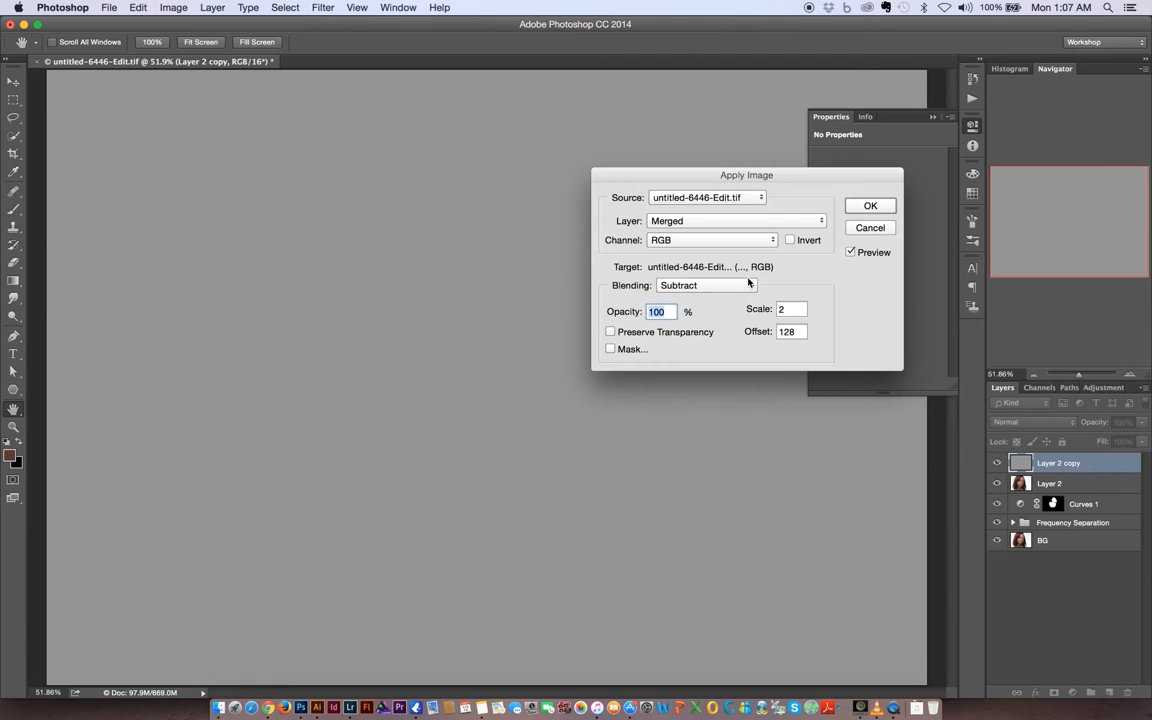 Photoshop File Edit Image Layer Type Select Filter View Window Help 100% Mon 1:07 AM
Adobe Photoshop CC 2014
Scroll All Windows 100% Fit Screen Fill Screen Workshop
× © untitled-6446-Edit.tif @ 51.9% (Layer 2 copy, RGB/16*) *
Histogram Navigator
Properties Info
No Properties
Apply Image
Source: untitled-6446-Edit.tif
OK
Layer: Merged
Cancel
Channel: RGB Invert
Preview
Target: untitled-6446-Edit... (..., RGB)
Blending: Subtract
Opacity: 100 % Scale: 2
Preserve Transparency Offset: 128
Mask...
51.86%
Layers Channels Paths Adjustment
Kind
Normal Opacity: 100%
Lock: Fill: 100%
Layer 2 copy
Layer 2
Curves 1
Frequency Separation
BG
51.86% Doc: 97.9M/669.0M